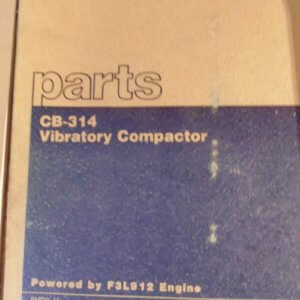 parts
CB-314
Vibratory Compactor
Powered by F3L912 Engine